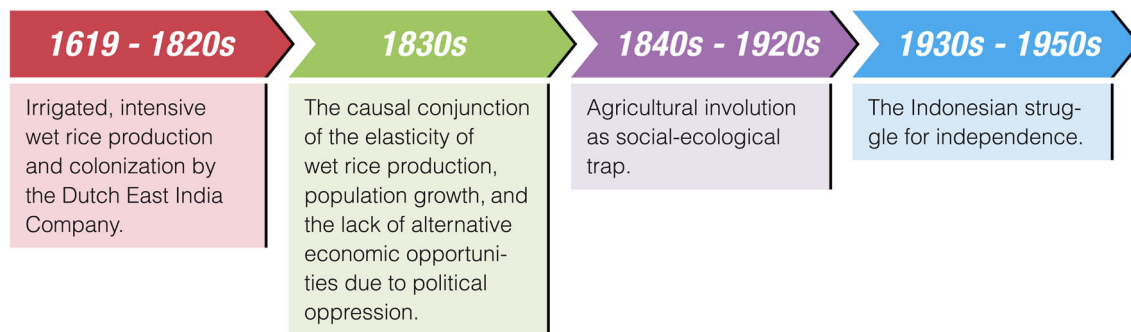 1619 - 1820s
Irrigated, intensive
wet rice production
and colonization by
the Dutch East India
Company.
1830s
The causal conjunction
of the elasticity of
wet rice production,
population growth, and
the lack of alternative
economic opportuni-
ties due to political
oppression.
1840s - 1920s
Agricultural involution
as social-ecological
trap.
1930s - 1950s
The Indonesian strug-
gle for independence.